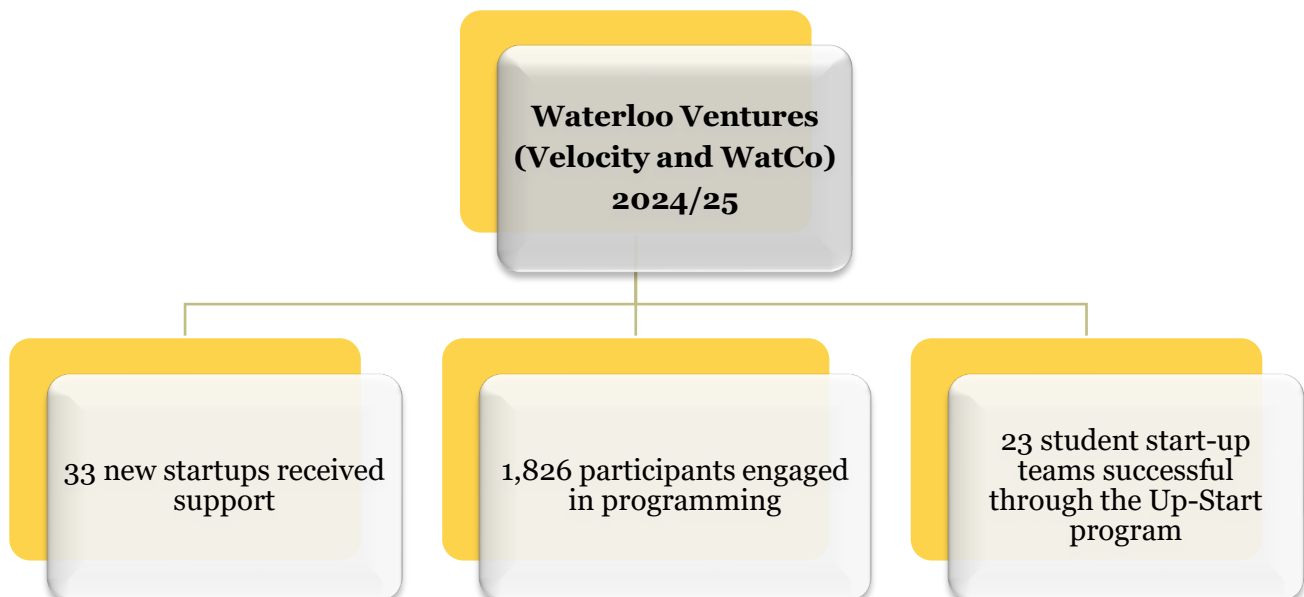 Waterloo Ventures
(Velocity and WatCo)
2024/25
33 new startups received
support
1,826 participants engaged
in programming
23 student start-up
teams successful
through the Up-Start
program